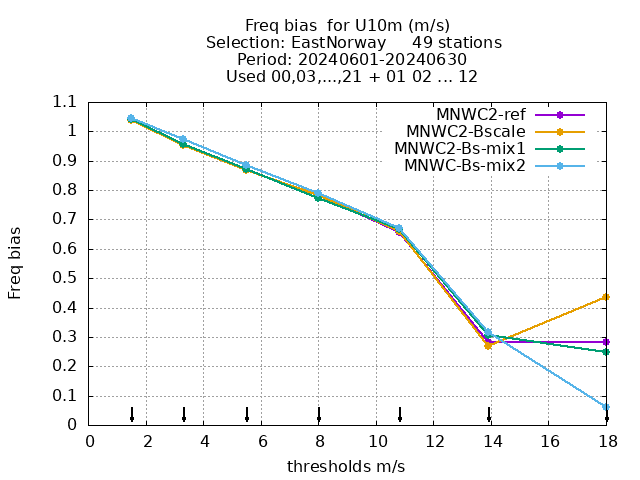 Freq bias  for U10m (m/s)
Selection: EastNorway     49 stations
Period: 20240601-20240630
Used 00,03,...,21 + 01 02 ... 12
MNWC2-ref
MNWC2-Bscale
MNWC2-Bs-mix1
MNWC-Bs-mix2
Freq bias
1.1
1
0.9
0.8
0.7
0.6
0.5
0.4
0.3
0.2
0.1
0
0 2 4 6 8 10 12 14 16 18
thresholds m/s